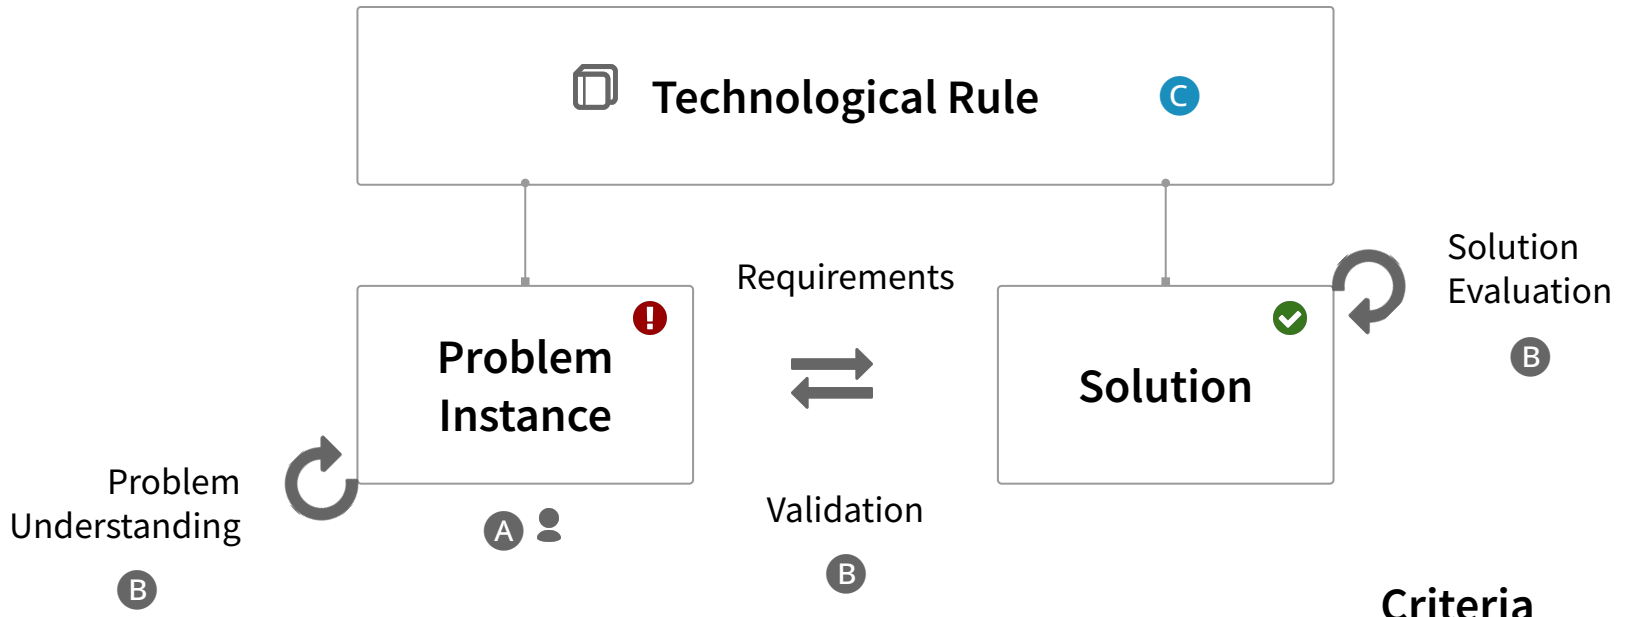 Technological Rule
C
Requirements
Solution
Evaluation
B
Problem
Instance
Solution
Problem
Understanding
B
A
Validation
B
Criteria